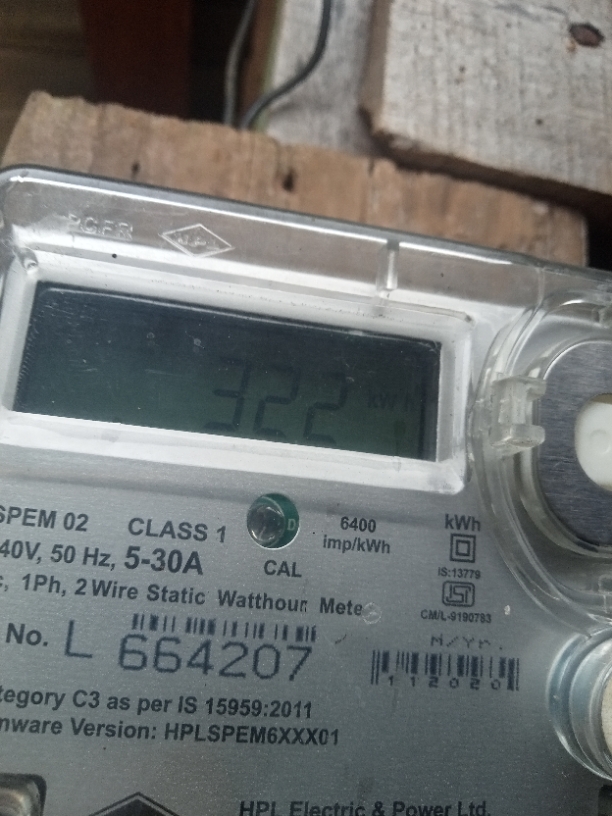 HPL
322 kWh
SPEM 02 CLASS 1
6400 imp/kWh
kWh
40V, 50 Hz, 5-30A
CAL
IS:13779
, 1Ph, 2 Wire Static Watthour Mete
CM/L-9190783
No. L 664207
M/Yr.
112020
tegory C3 as per IS 15959:2011
mware Version: HPLSPEM6XXX01
HPL Electric & Power Ltd.